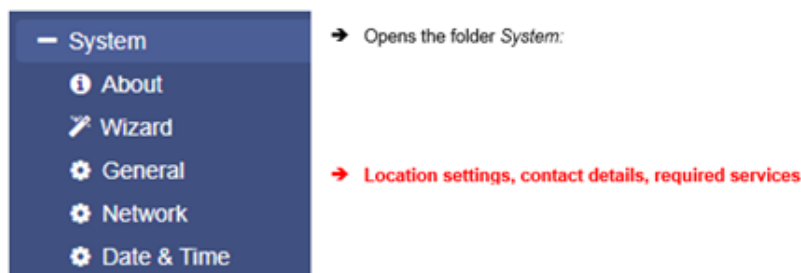 System
➔ Opens the folder System:
About
Wizard
General
➔ Location settings, contact details, required services
Network
Date & Time